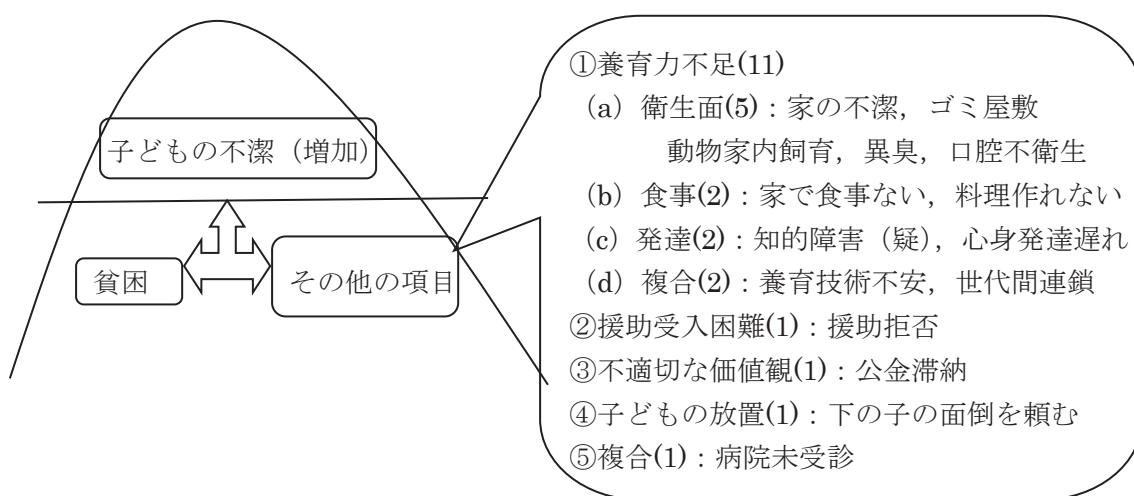 子どもの不潔（増加）
貧困
その他の項目
①養育力不足(11)
（a）衛生面(5)：家の不潔，ゴミ屋敷
動物家内飼育，異臭，口腔不衛生
（b）食事(2)：家で食事ない，料理作れない
（c）発達(2)：知的障害（疑），心身発達遅れ
（d）複合(2)：養育技術不安，世代間連鎖
②援助受入困難(1)：援助拒否
③不適切な価値観(1)：公金滞納
④子どもの放置(1)：下の子の面倒を頼む
⑤複合(1)：病院未受診